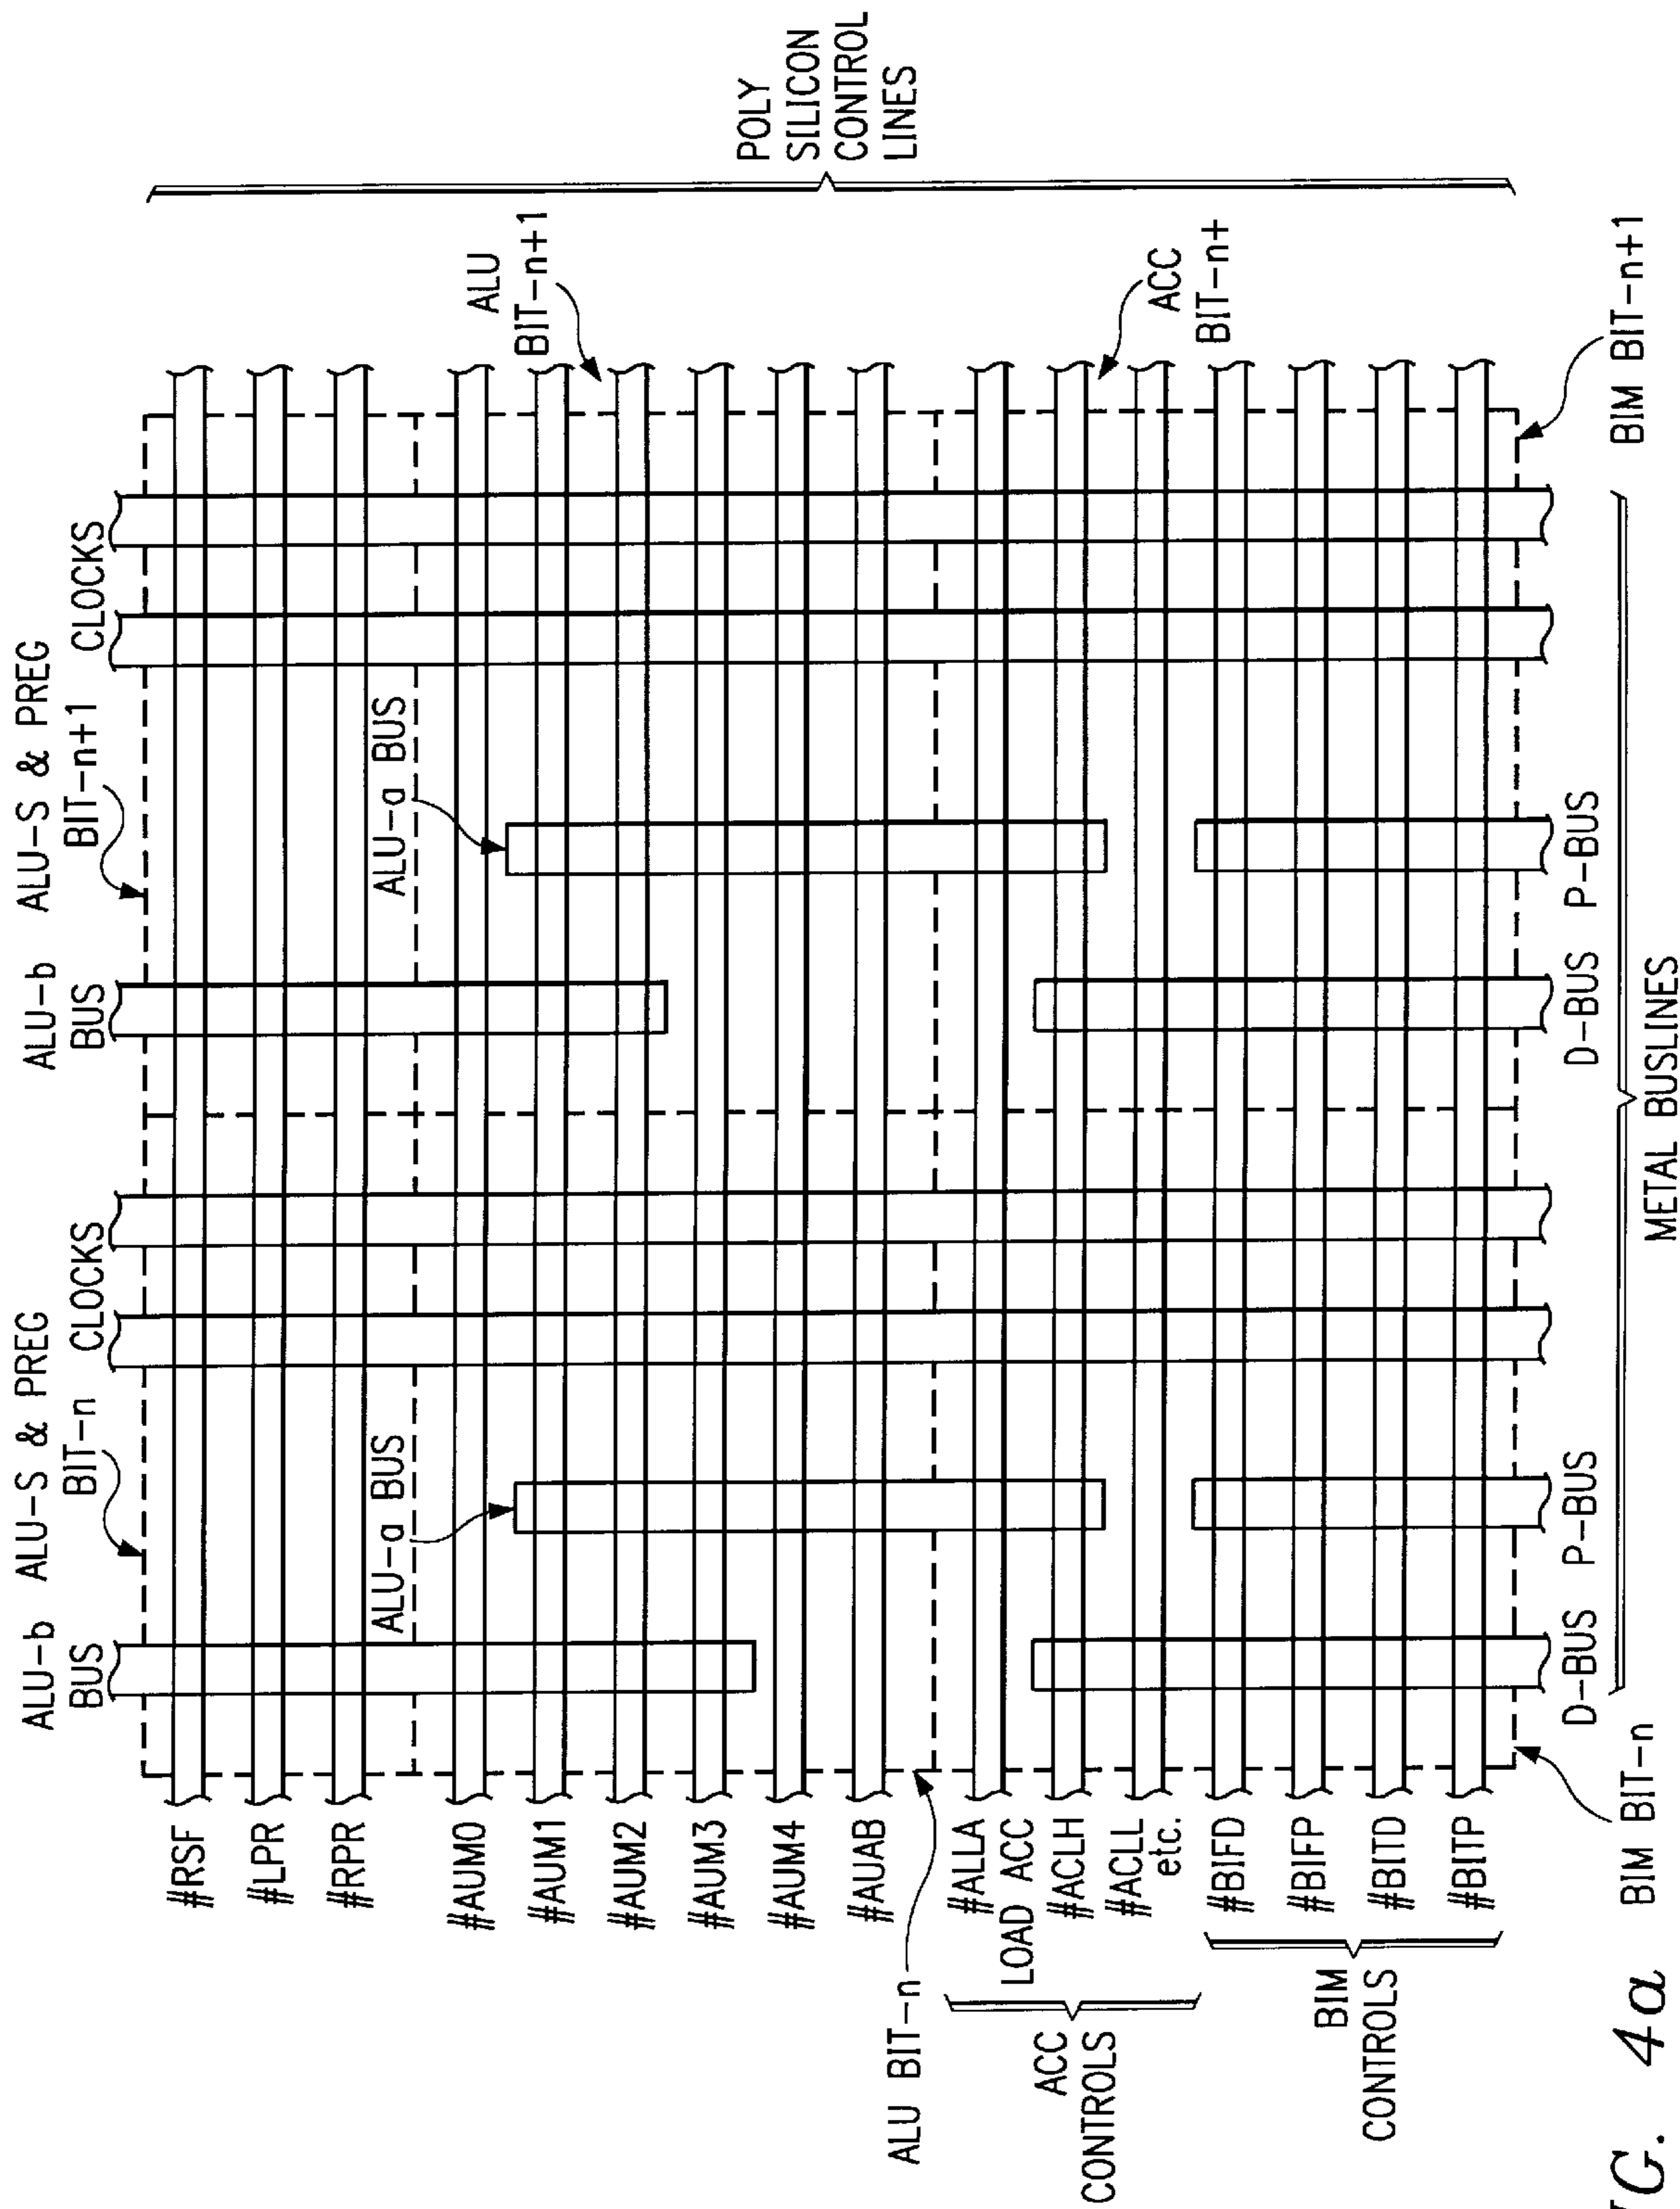 ALU-b
BUS
ALU-S & PREG
BIT-n
CLOCKS
ALU-b
BUS
ALU-S & PREG
BIT-n+1
CLOCKS
#RSF
#LPR
#RPR
#AUM0
#AUM1
#AUM2
#AUM3
#AUM4
#AUAB
#ALLA
LOAD ACC
#ACLH
#ACLL
etc.
#BIFD
#BIFP
#BITD
#BITP
ALU-a BUS
ALU-a BUS
ALU BIT-n
ACC
CONTROLS
BIM
CONTROLS
POLY
SILICON
CONTROL
LINES
ALU
BIT-n+1
ACC
BIT-n+
BIM BIT-n
D-BUS
P-BUS
D-BUS
P-BUS
BIM BIT-n+1
METAL BUSLINES
G. 4a